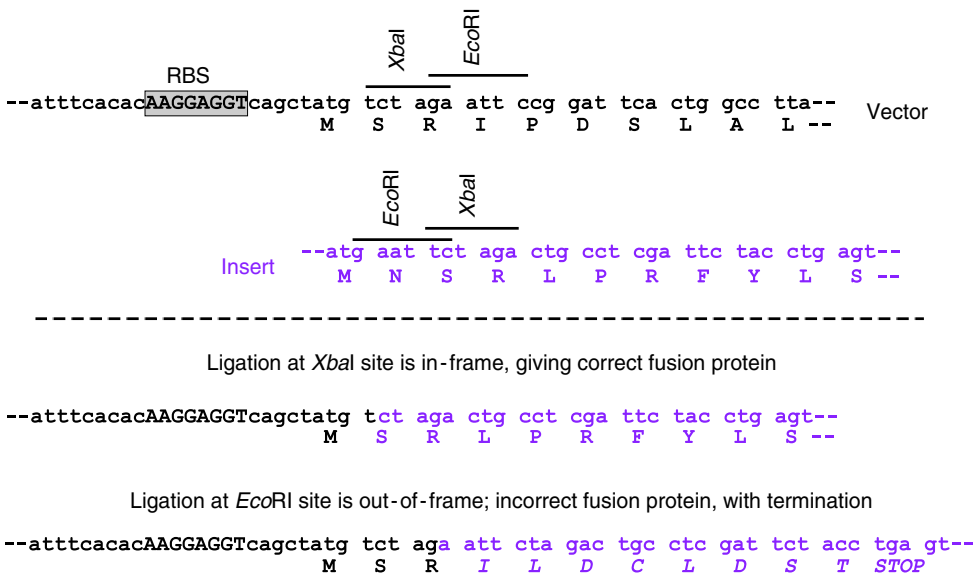 XbaI
EcoRI
RBS
--atttcacacAAGGAGGTcagctatg tct aga att ccg gat tca ctg gcc tta--
Vector
M S R I P D S L A L --
EcoRI
XbaI
--atg aat tct aga ctg cct cga ttc tac ctg agt--
Insert
M N S R L P R F Y L S --
Ligation at XbaI site is in-frame, giving correct fusion protein
--atttcacacAAGGAGGTcagctatg tct aga ctg cct cga ttc tac ctg agt--
M S R L P R F Y L S --
Ligation at EcoRI site is out-of-frame; incorrect fusion protein, with termination
--atttcacacAAGGAGGTcagctatg tct aga att cta gac tgc ctc gat tct acc tga gt--
M S R I L D C L D S T STOP